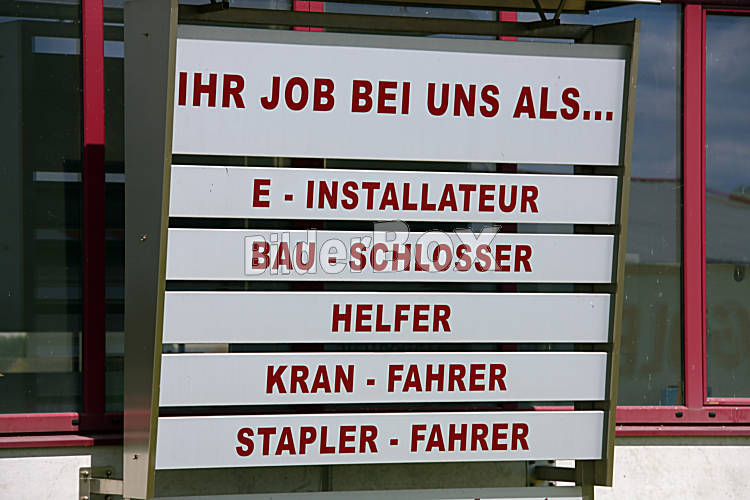 IHR JOB BEI UNS ALS...
E - INSTALLATEUR
BAU - SCHLOSSER
BilderBOX
HELFER
KRAN - FAHRER
STAPLER - FAHRER